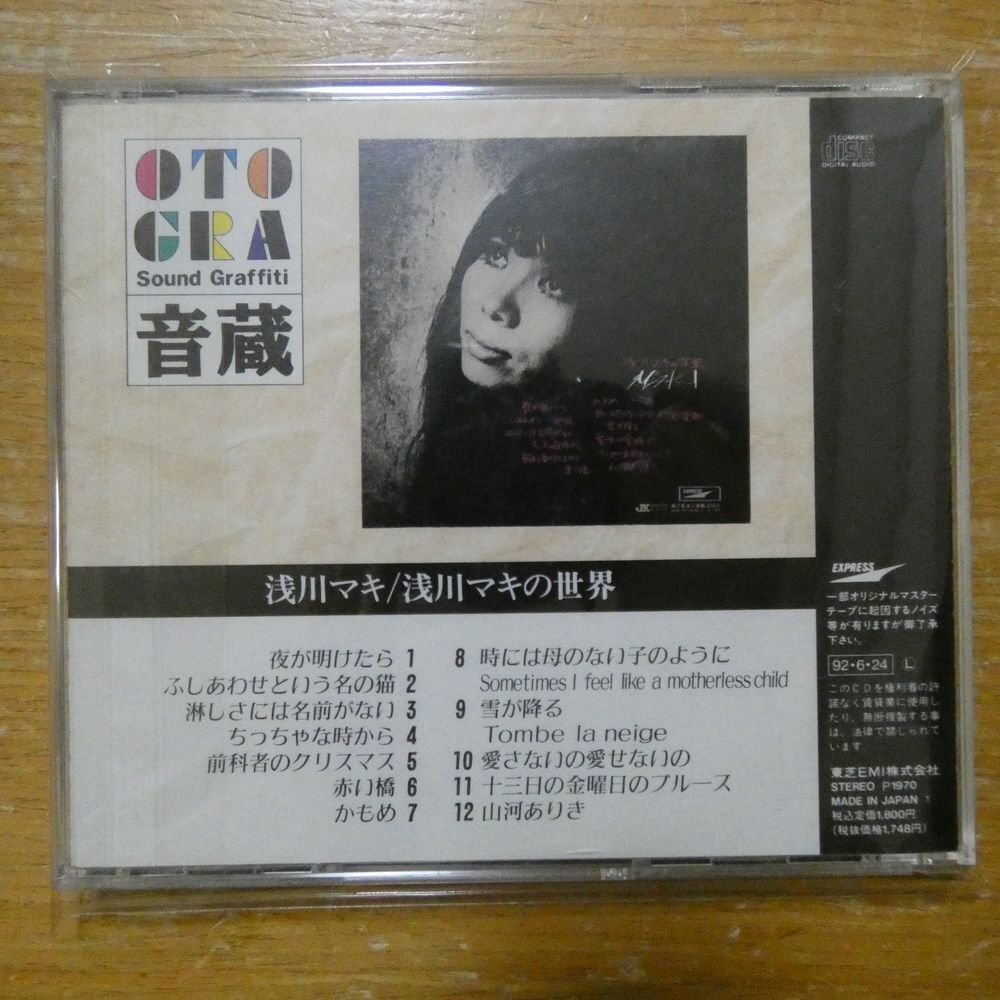 OTO
GRA
Sound Graffiti
音蔵
COMPACT
disc
DIGITAL AUDIO
EXPRESS
浅川マキ/浅川マキの世界
夜が明けたら 1
ふしあわせという名の猫 2
淋しさには名前がない 3
ちっちゃな時から 4
前科者のクリスマス 5
赤い橋 6
かもめ 7
8 時には母のない子のように
Sometimes I feel like a motherless child
9 雪が降る
Tombe la neige
10 愛さないの愛せないの
11 十三日の金曜日のブルース
12 山河ありき
EXPRESS
一部オリジナルマスター
テープに起因するノイズ
等が有りますが御了承
下さい。
92・6・24 L
このCDを権利者の許
諾なく賃貸業に使用し
たり、無断複製する事
は、法律で禁じられて
います
東芝EMI株式会社
STEREO P1970
MADE IN JAPAN T
税込定価1,800円
(税抜価格1,748円)